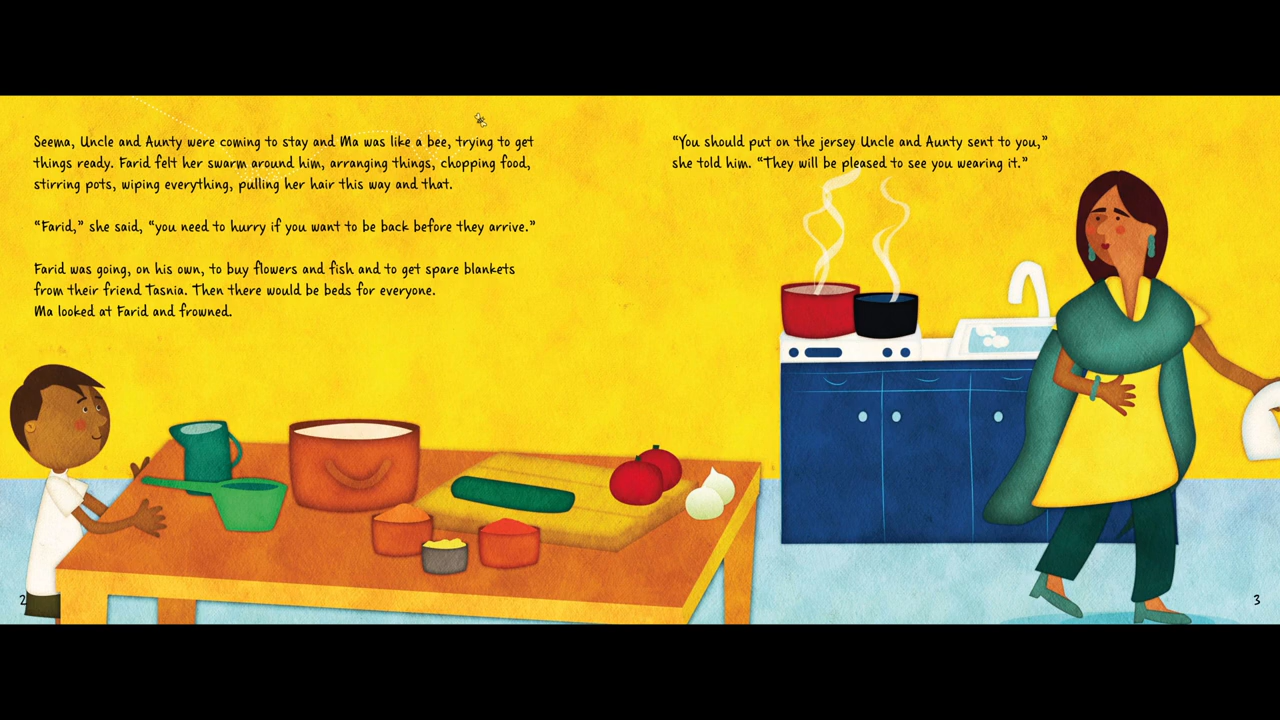 Seema, Uncle and Aunty were coming to stay and Ma was like a bee, trying to get
things ready. Farid felt her swarm around him, arranging things, chopping food,
stirring pots, wiping everything, pulling her hair this way and that.
“Farid,” she said, “you need to hurry if you want to be back before they arrive.”
Farid was going, on his own, to buy flowers and fish and to get spare blankets
from their friend Tasnia. Then there would be beds for everyone.
Ma looked at Farid and frowned.
2
“You should put on the jersey Uncle and Aunty sent to you,”
she told him. “They will be pleased to see you wearing it.”
3